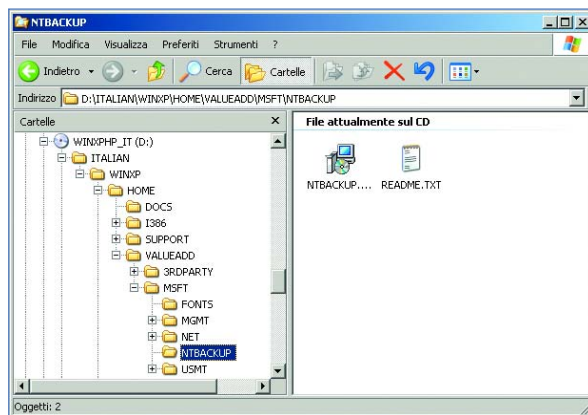 NTBACKUP
File Modifica Visualizza Preferiti Strumenti ?
Indietro Cerca Cartelle
Indirizzo D:\ITALIAN\WINXP\HOME\VALUEADD\MSFT\NTBACKUP
Cartelle
WINXPHP_IT (D:)
ITALIAN
WINXP
HOME
DOCS
I386
SUPPORT
VALUEADD
3RDPARTY
MSFT
FONTS
MGMT
NET
NTBACKUP
USMT
File attualmente sul CD
NTBACKUP.... README.TXT
Oggetti: 2